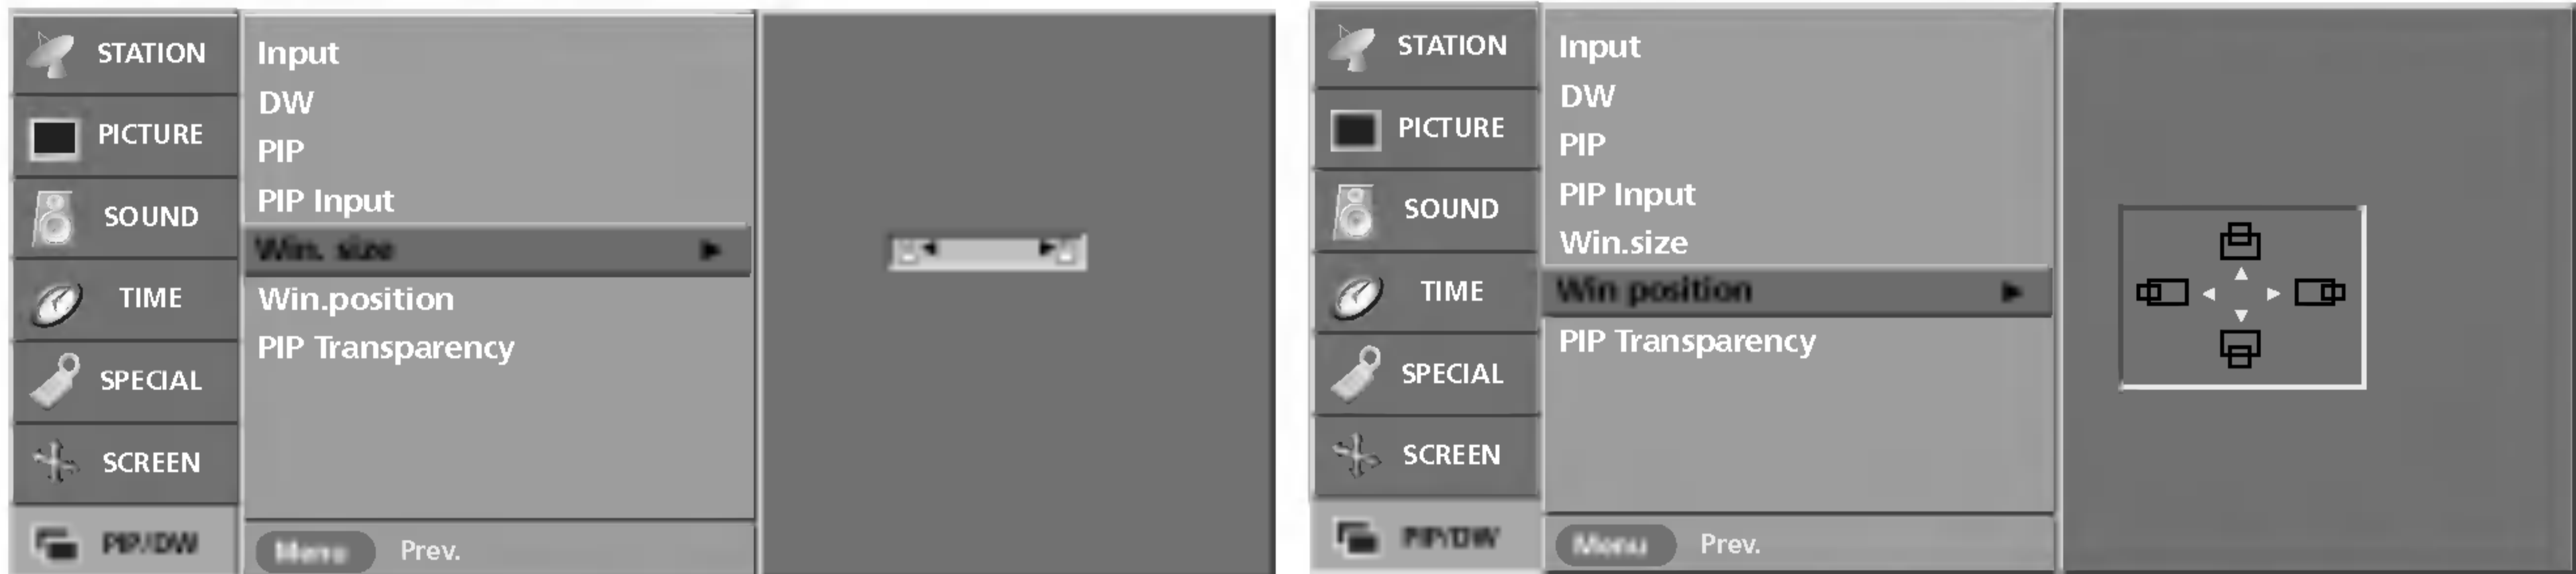 STATION
PICTURE
SOUND
TIME
SPECIAL
SCREEN
PIP/DW
Input
DW
PIP
PIP Input
Win. size
Win.position
PIP Transparency
Menu Prev.
STATION
PICTURE
SOUND
TIME
SPECIAL
SCREEN
PIP/DW
Input
DW
PIP
PIP Input
Win.size
Win position
PIP Transparency
Menu Prev.